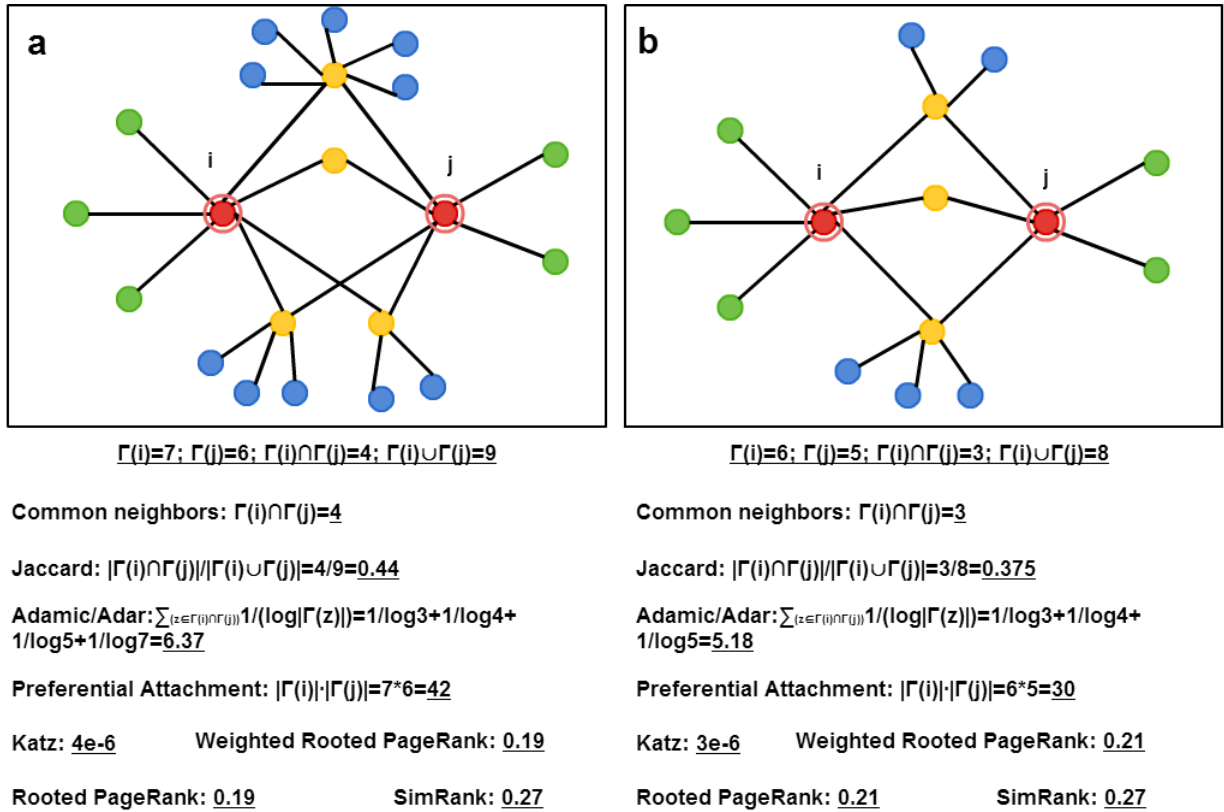 a
i
j
b
i
j
Γ(i)=7; Γ(j)=6; Γ(i)∩Γ(j)=4; Γ(i)∪Γ(j)=9
Common neighbors: Γ(i)∩Γ(j)=4
Jaccard: |Γ(i)∩Γ(j)|/|Γ(i)∪Γ(j)|=4/9=0.44
Adamic/Adar:∑(z∈Γ(i)∩Γ(j))1/(log|Γ(z)|)=1/log3+1/log4+
1/log5+1/log7=6.37
Preferential Attachment: |Γ(i)|·|Γ(j)|=7*6=42
Katz: 4e-6 Weighted Rooted PageRank: 0.19
Rooted PageRank: 0.19 SimRank: 0.27
Γ(i)=6; Γ(j)=5; Γ(i)∩Γ(j)=3; Γ(i)∪Γ(j)=8
Common neighbors: Γ(i)∩Γ(j)=3
Jaccard: |Γ(i)∩Γ(j)|/|Γ(i)∪Γ(j)|=3/8=0.375
Adamic/Adar:∑(z∈Γ(i)∩Γ(j))1/(log|Γ(z)|)=1/log3+1/log4+
1/log5=5.18
Preferential Attachment: |Γ(i)|·|Γ(j)|=6*5=30
Katz: 3e-6 Weighted Rooted PageRank: 0.21
Rooted PageRank: 0.21 SimRank: 0.27